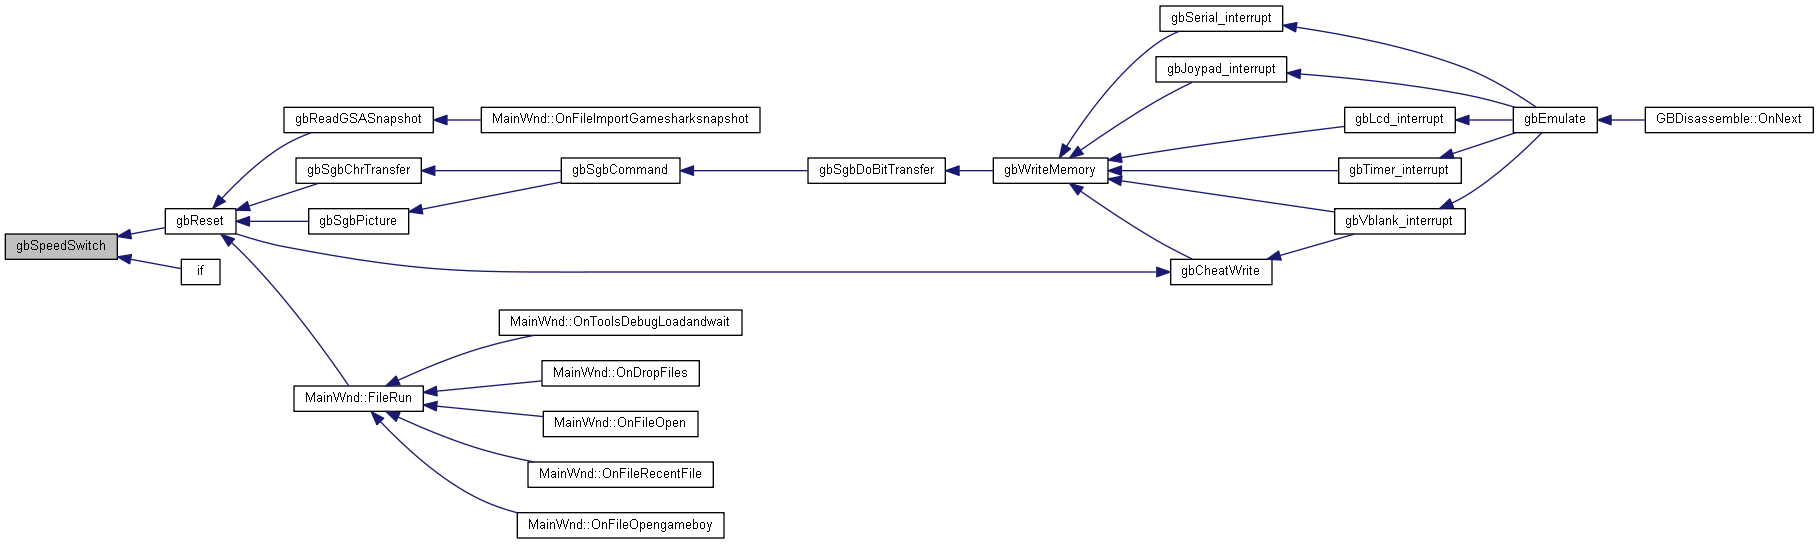 gbSerial_interrupt
gbJoypad_interrupt
gbReadGSASnapshot
MainWnd::OnFileImportGamesharksnapshot
gbLcd_interrupt
gbEmulate
GBDisassemble::OnNext
gbSgbChrTransfer
gbSgbCommand
gbSgbDoBitTransfer
gbWriteMemory
gbTimer_interrupt
gbReset
gbSgbPicture
gbVblank_interrupt
gbSpeedSwitch
if
gbCheatWrite
MainWnd::OnToolsDebugLoadandwait
MainWnd::OnDropFiles
MainWnd::FileRun
MainWnd::OnFileOpen
MainWnd::OnFileRecentFile
MainWnd::OnFileOpengameboy